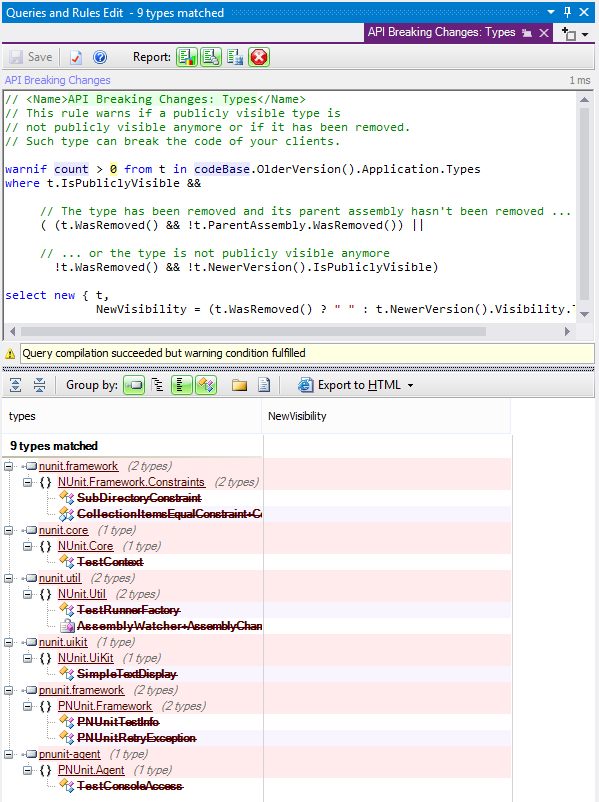 Queries and Rules Edit - 9 types matched
API Breaking Changes: Types
Save Report:
API Breaking Changes 1 ms
// <Name>API Breaking Changes: Types</Name>
// This rule warns if a publicly visible type is
// not publicly visible anymore or if it has been removed.
// Such type can break the code of your clients.
warnif count > 0 from t in codeBase.OlderVersion().Application.Types
where t.IsPubliclyVisible &&
// The type has been removed and its parent assembly hasn't been removed ...
( (t.WasRemoved() && !t.ParentAssembly.WasRemoved()) ||
// ... or the type is not publicly visible anymore
!t.WasRemoved() && !t.NewerVersion().IsPubliclyVisible)
select new { t,
NewVisibility = (t.WasRemoved() ? " " : t.NewerVersion().Visibility.
Query compilation succeeded but warning condition fulfilled
Group by: Export to HTML
types NewVisibility
9 types matched
nunit.framework (2 types)
{} NUnit.Framework.Constraints (2 types)
SubDirectoryConstraint
CollectionItemsEqualConstraint+C
nunit.core (1 type)
{} NUnit.Core (1 type)
TestContext
nunit.util (2 types)
{} NUnit.Util (2 types)
TestRunnerFactory
AssemblyWatcher+AssemblyChan
nunit.uikit (1 type)
{} NUnit.UiKit (1 type)
SimpleTextDisplay
pnunit.framework (2 types)
{} PNUnit.Framework (2 types)
PNUnitTestInfo
PNUnitRetryException
pnunit-agent (1 type)
{} PNUnit.Agent (1 type)
TestConsoleAccess